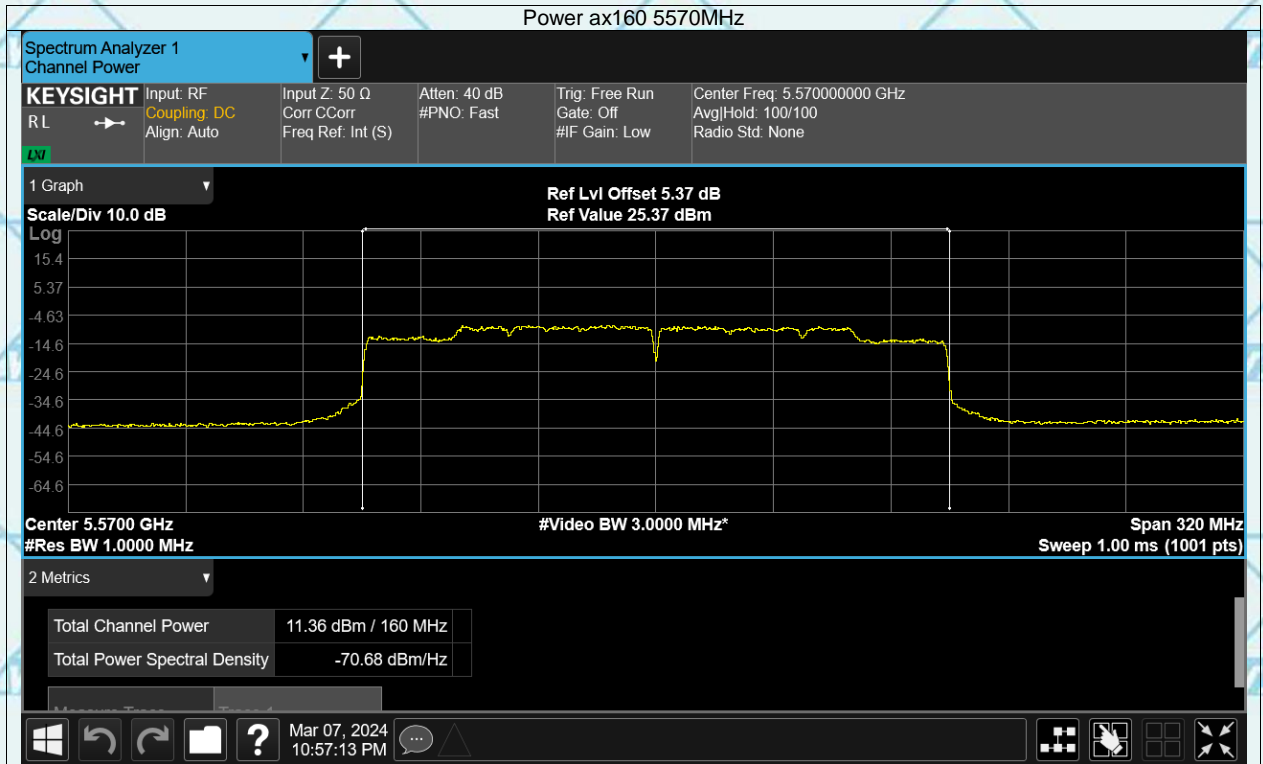 Power ax160 5570MHz
Spectrum Analyzer 1
Channel Power
KEYSIGHT
R L
LXI
Input: RF
Coupling: DC
Align: Auto
Input Z: 50 Ω
Corr CCorr
Freq Ref: Int (S)
Atten: 40 dB
#PNO: Fast
Trig: Free Run
Gate: Off
#IF Gain: Low
Center Freq: 5.570000000 GHz
Avg|Hold: 100/100
Radio Std: None
1 Graph
Scale/Div 10.0 dB
Ref Lvl Offset 5.37 dB
Ref Value 25.37 dBm
Log
15.4
5.37
-4.63
-14.6
-24.6
-34.6
-44.6
-54.6
-64.6
Center 5.5700 GHz
#Res BW 1.0000 MHz
#Video BW 3.0000 MHz*
Span 320 MHz
Sweep 1.00 ms (1001 pts)
2 Metrics
Total Channel Power 11.36 dBm / 160 MHz
Total Power Spectral Density -70.68 dBm/Hz
Mar 07, 2024
10:57:13 PM